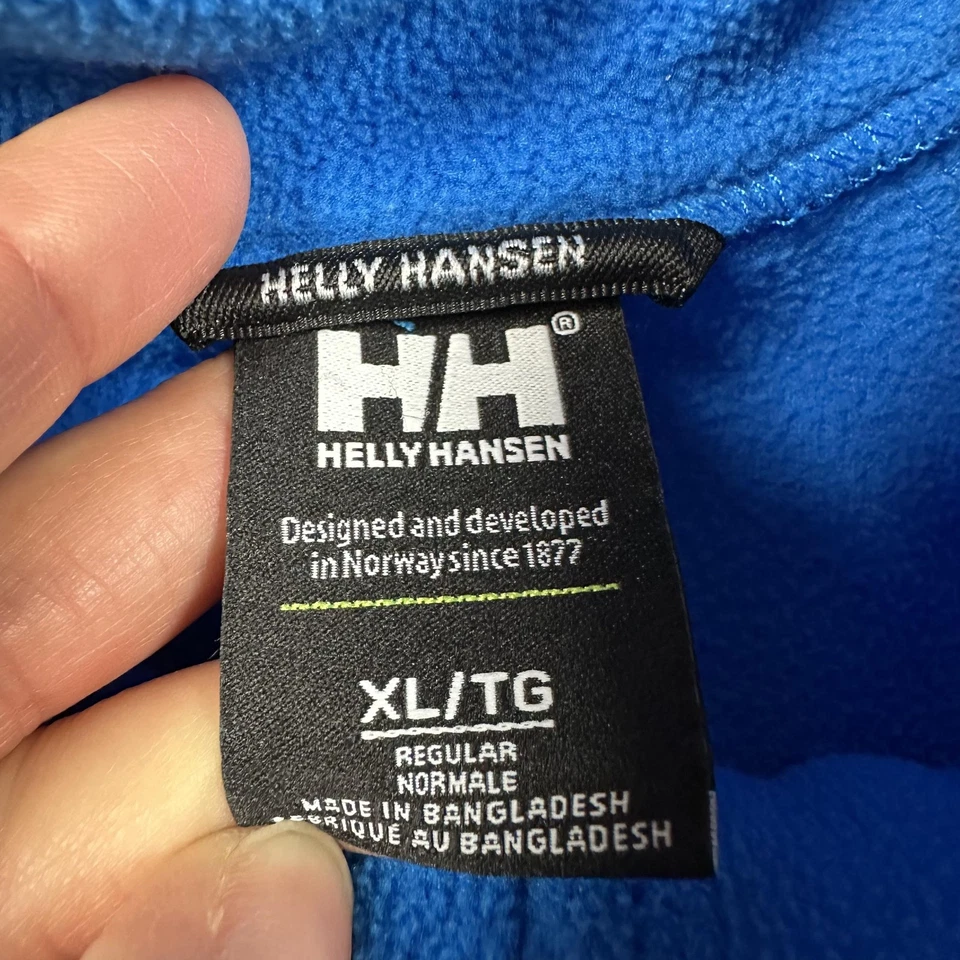 HELLY HANSEN
HH®
HELLY HANSEN
Designed and developed
in Norway since 1877
XL/TG
REGULAR
NORMALE
MADE IN BANGLADESH
FABRIQUÉ AU BANGLADESH